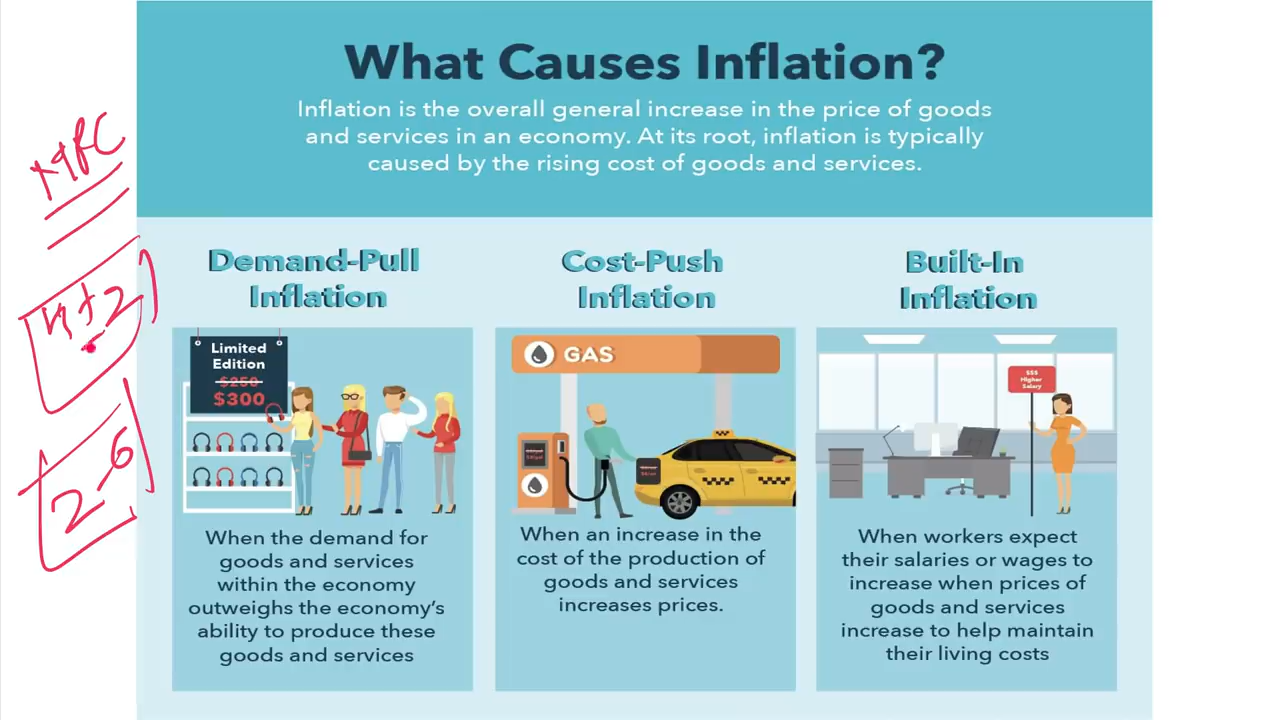 What Causes Inflation?
Inflation is the overall general increase in the price of goods
and services in an economy. At its root, inflation is typically
caused by the rising cost of goods and services.
MPC
4±2
2-6
Demand-Pull
Inflation
Limited
Edition
$250
$300
When the demand for
goods and services
within the economy
outweighs the economy's
ability to produce these
goods and services
Cost-Push
Inflation
GAS
When an increase in the
cost of the production of
goods and services
increases prices.
Built-In
Inflation
$$$
Higher
Salary
When workers expect
their salaries or wages to
increase when prices of
goods and services
increase to help maintain
their living costs